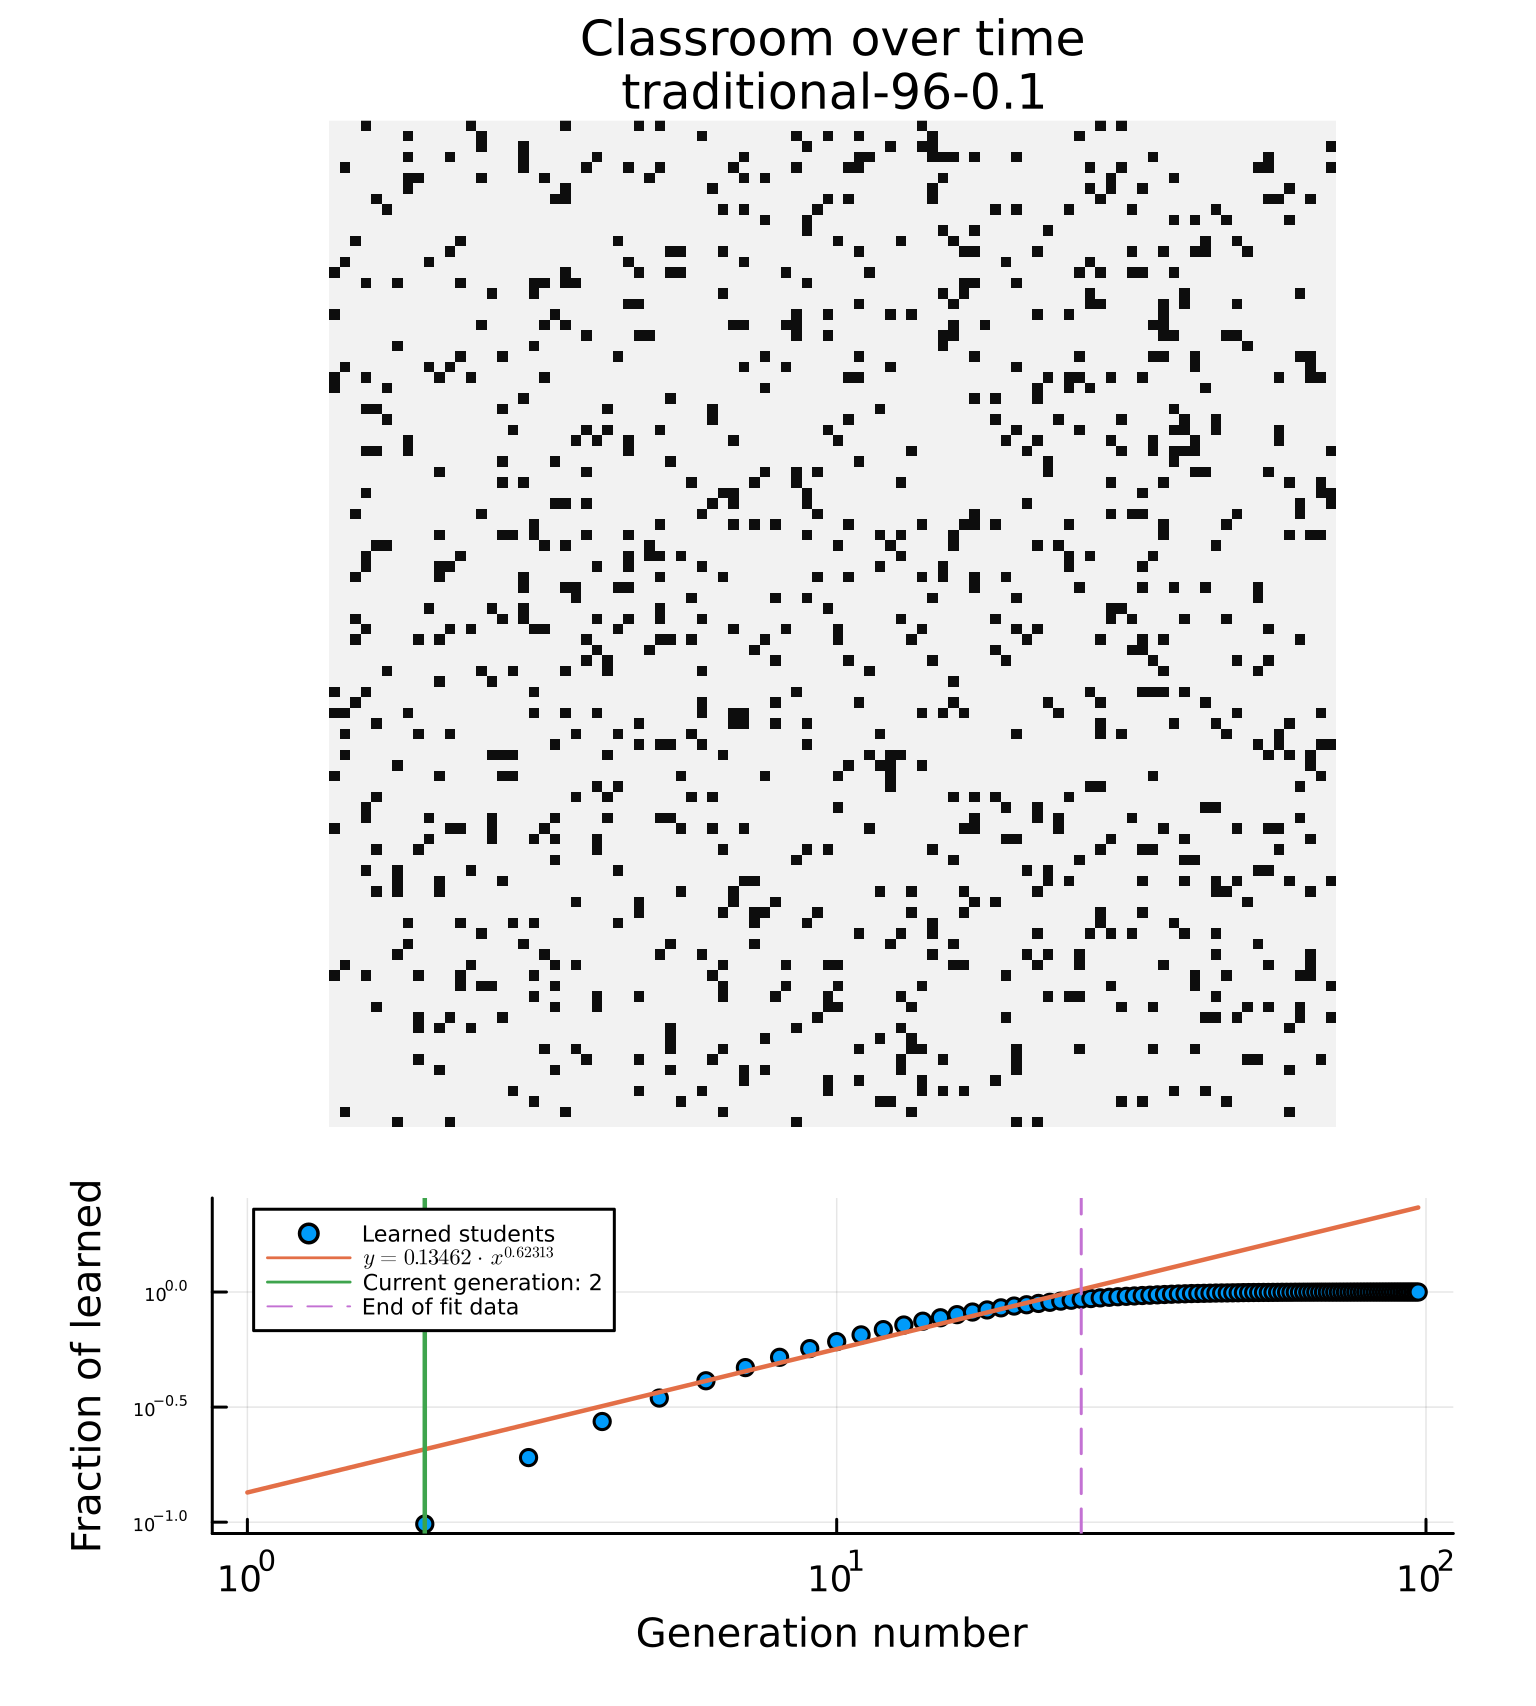 Classroom over time
traditional-96-0.1
Fraction of learned
Learned students
y = 0.13462 · x^0.62313
Current generation: 2
End of fit data
10^0.0
10^−0.5
10^−1.0
10^0 10^1 10^2
Generation number